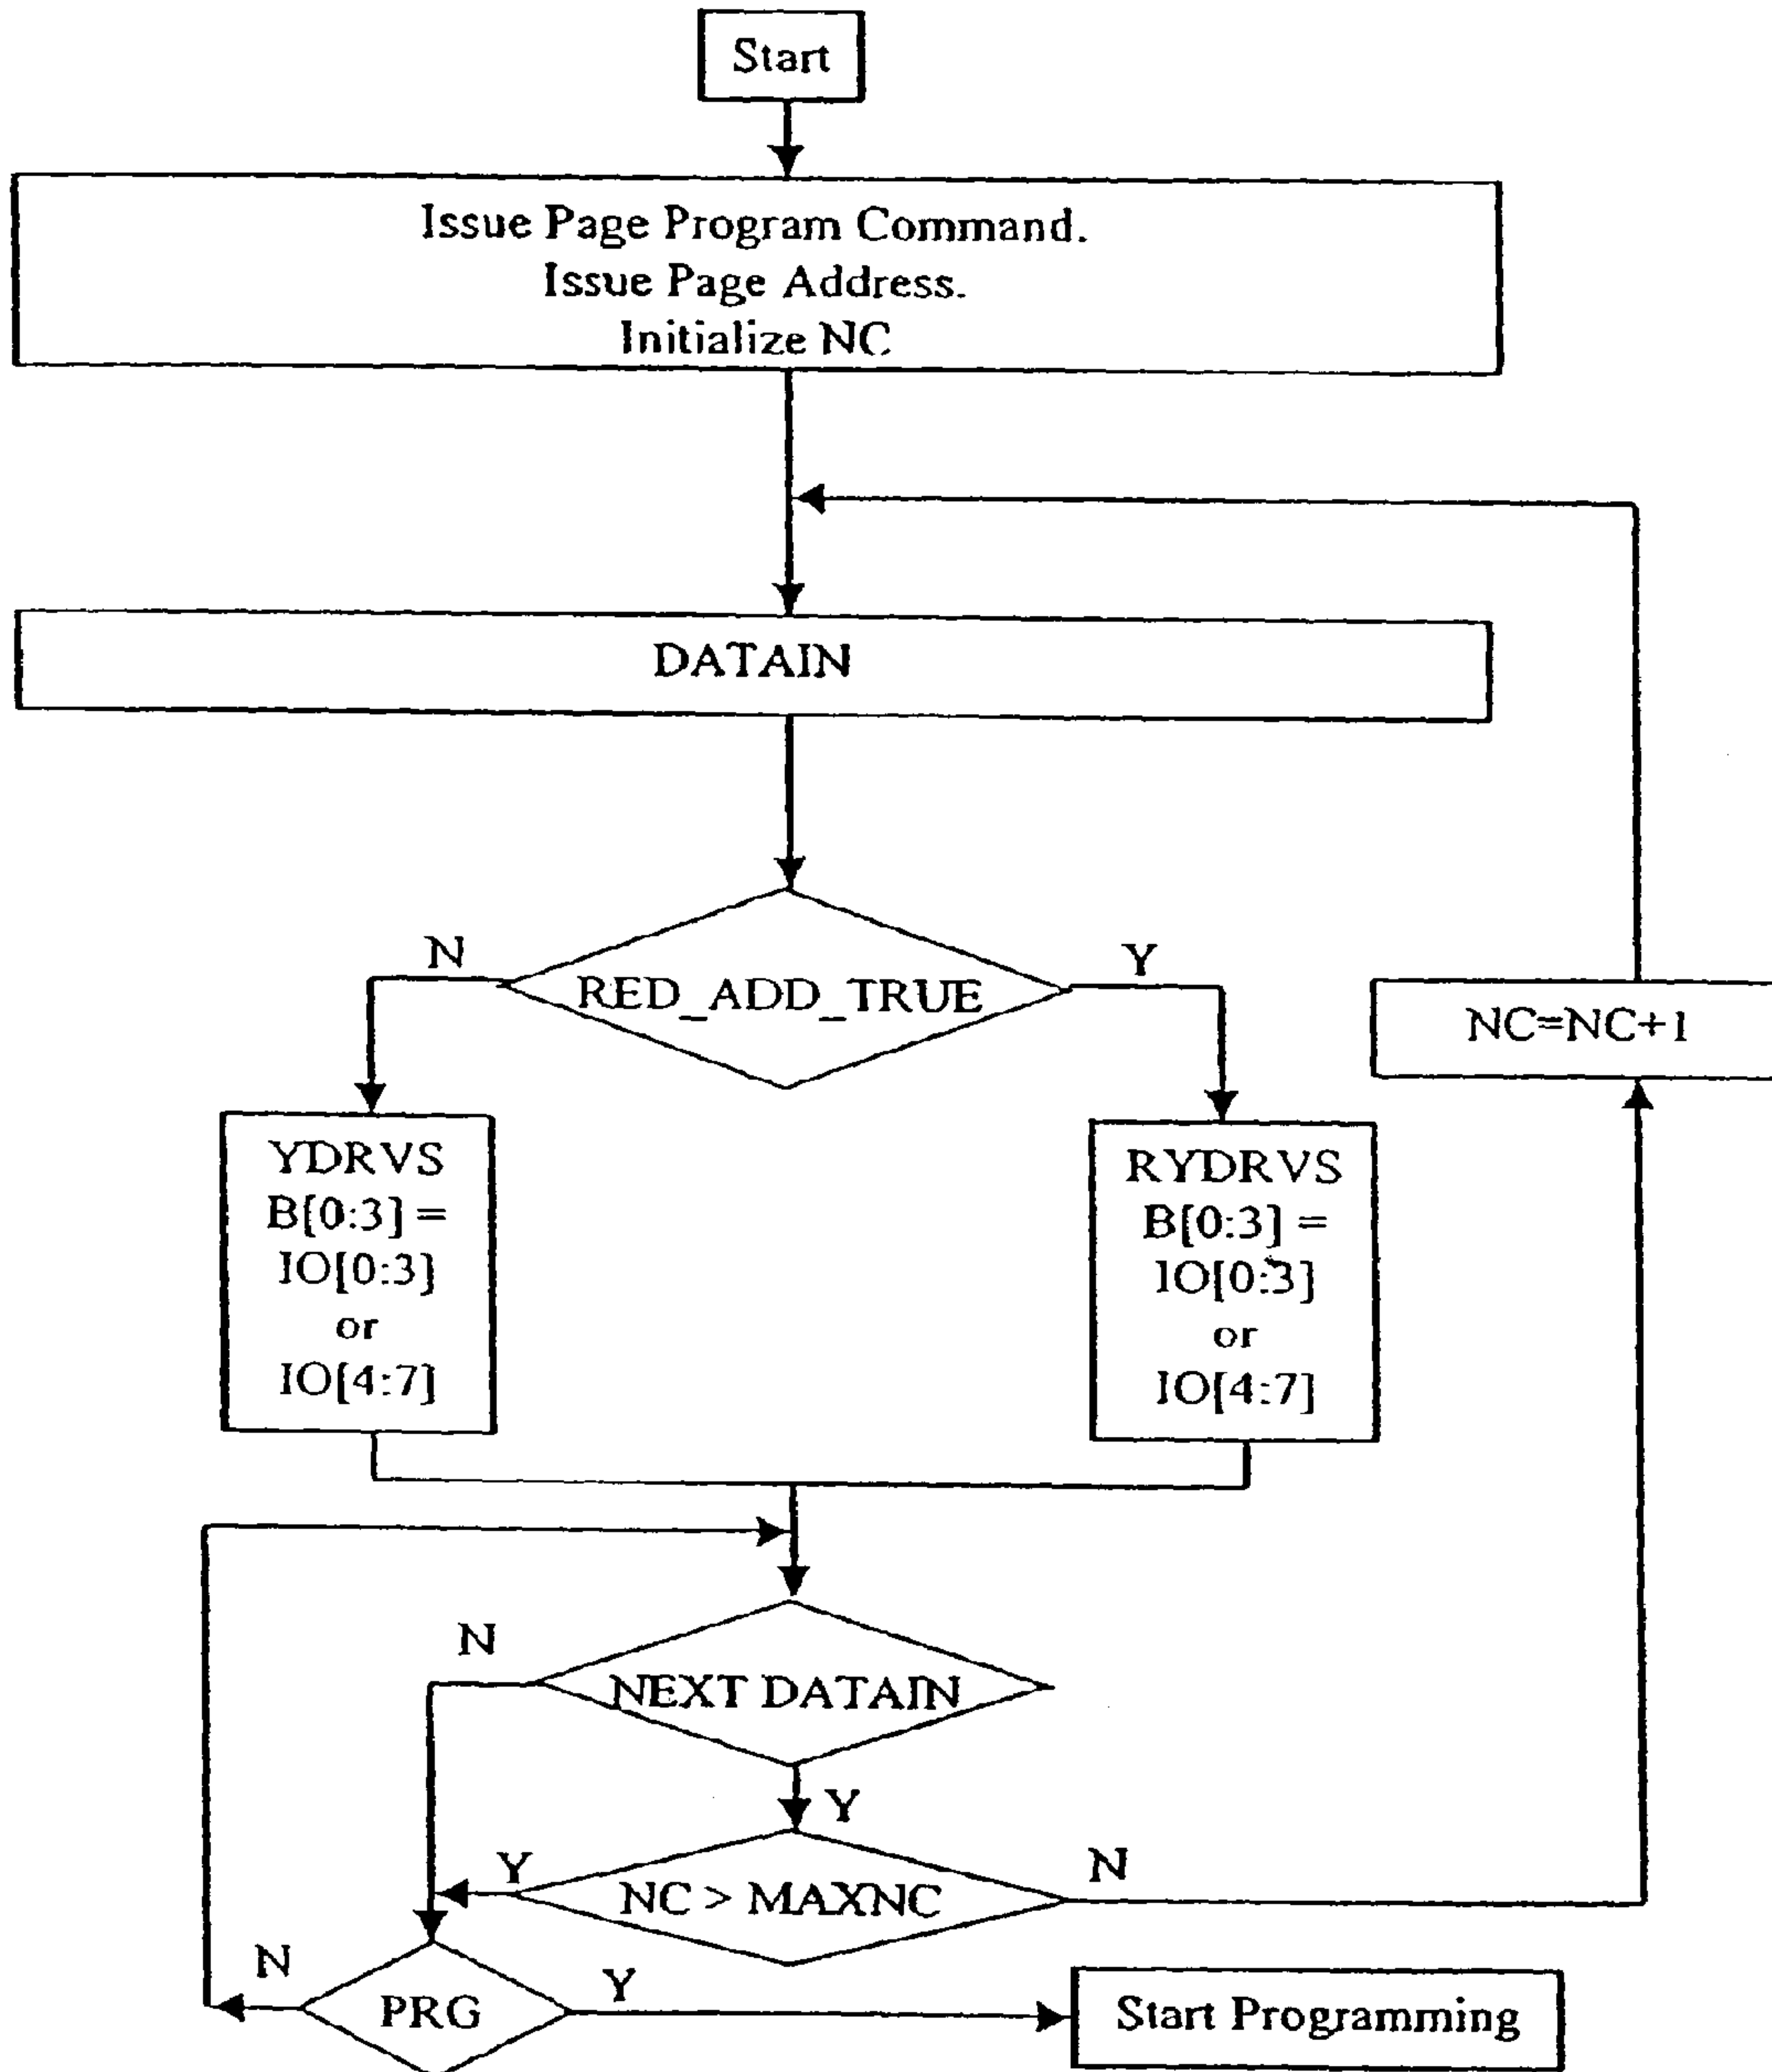 Start
Issue Page Program Command.
Issue Page Address.
Initialize NC
DATAIN
N
Y
RED_ADD_TRUE
NC=NC+1
YDRVS
B[0:3] =
IO[0:3]
or
IO[4:7]
RYDRVS
B[0:3] =
IO[0:3]
or
IO[4:7]
N
NEXT DATAIN
Y
Y
NC > MAXNC
N
N
PRG
Y
Start Programming